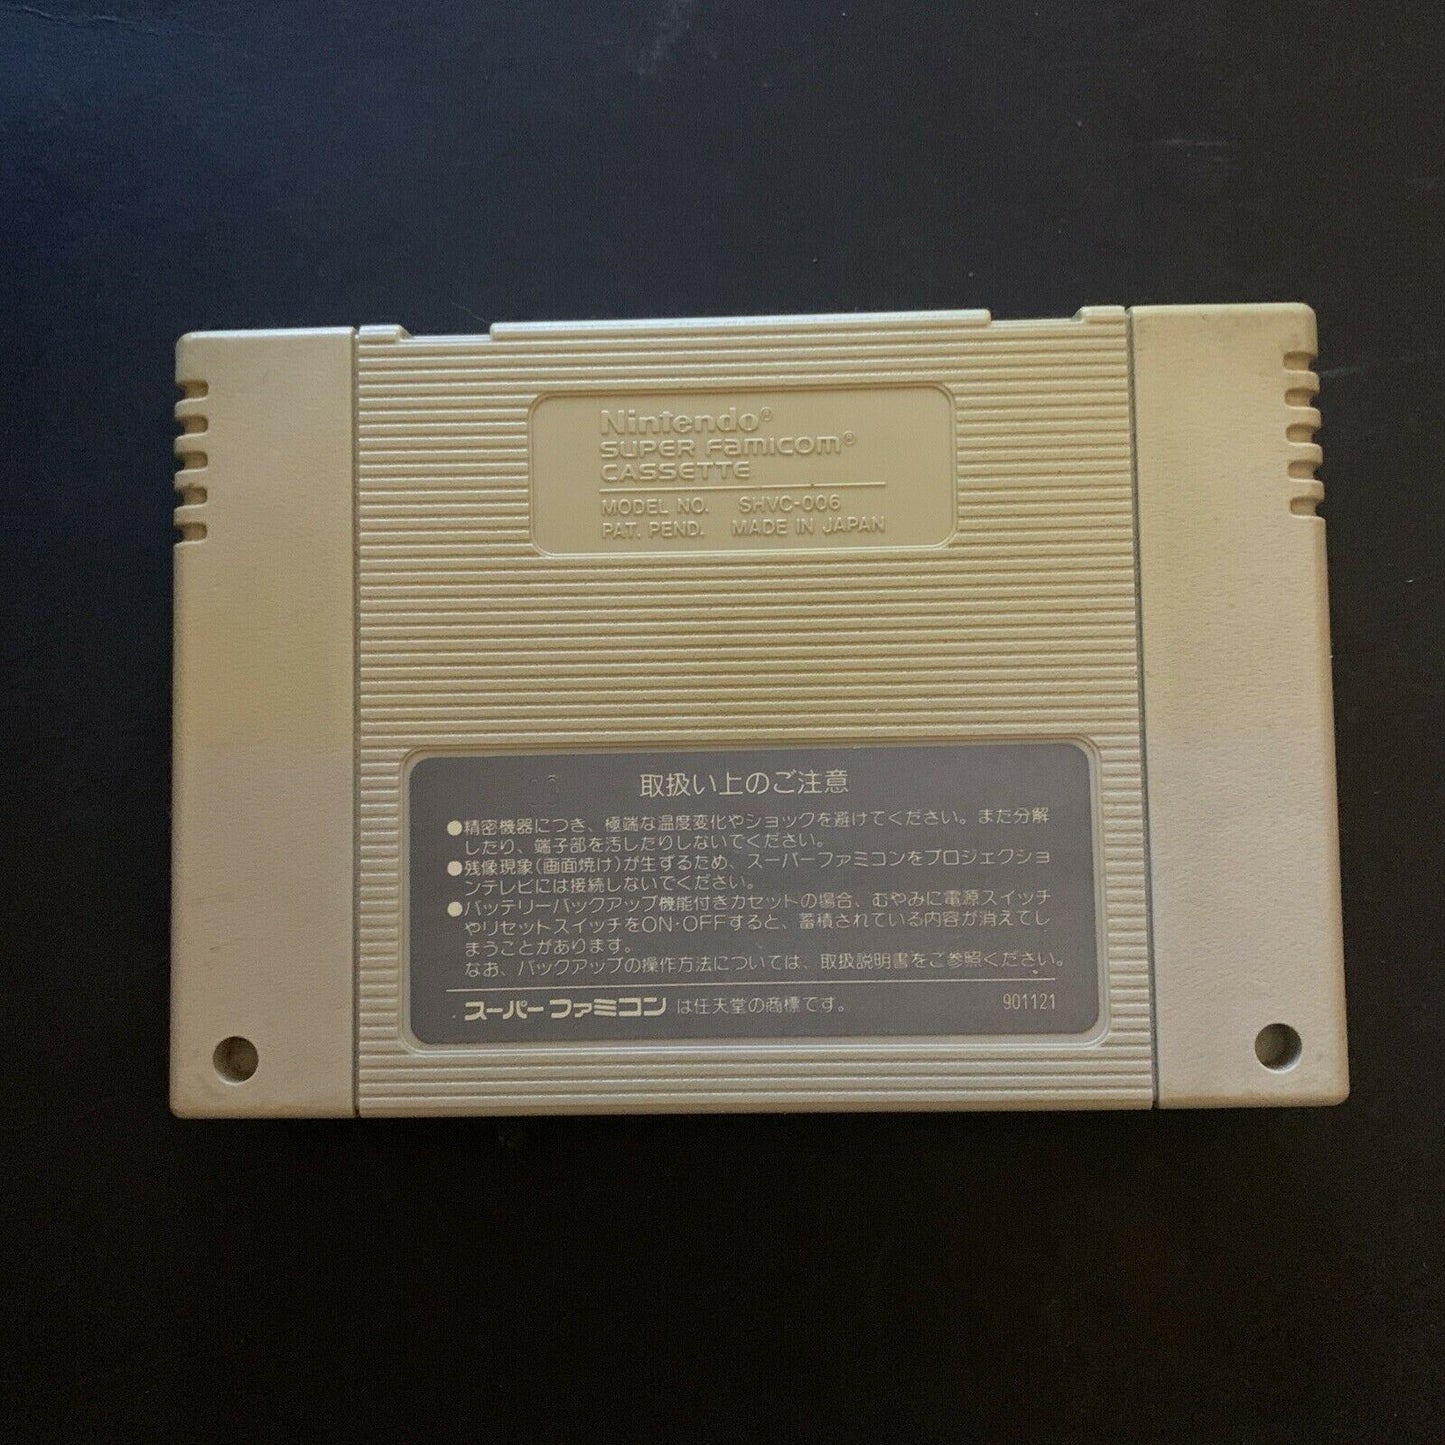 Nintendo®
SUPER FAMICOM®
CASSETTE
MODEL NO. SHVC-006
PAT. PEND. MADE IN JAPAN
取扱い上のご注意
●精密機器につき、極端な温度変化やショックを避けてください。また分解
したり、端子部を汚したりしないでください。
●残像現象(画面焼け)が生ずるため、スーパーファミコンをプロジェクショ
ンテレビには接続しないでください。
●バッテリーバックアップ機能付きカセットの場合、むやみに電源スイッチ
やリセットスイッチをON・OFFすると、蓄積されている内容が消えてし
まうことがあります。
なお、バックアップの操作方法については、取扱説明書をご参照ください。
スーパーファミコン は任天堂の商標です。 901121